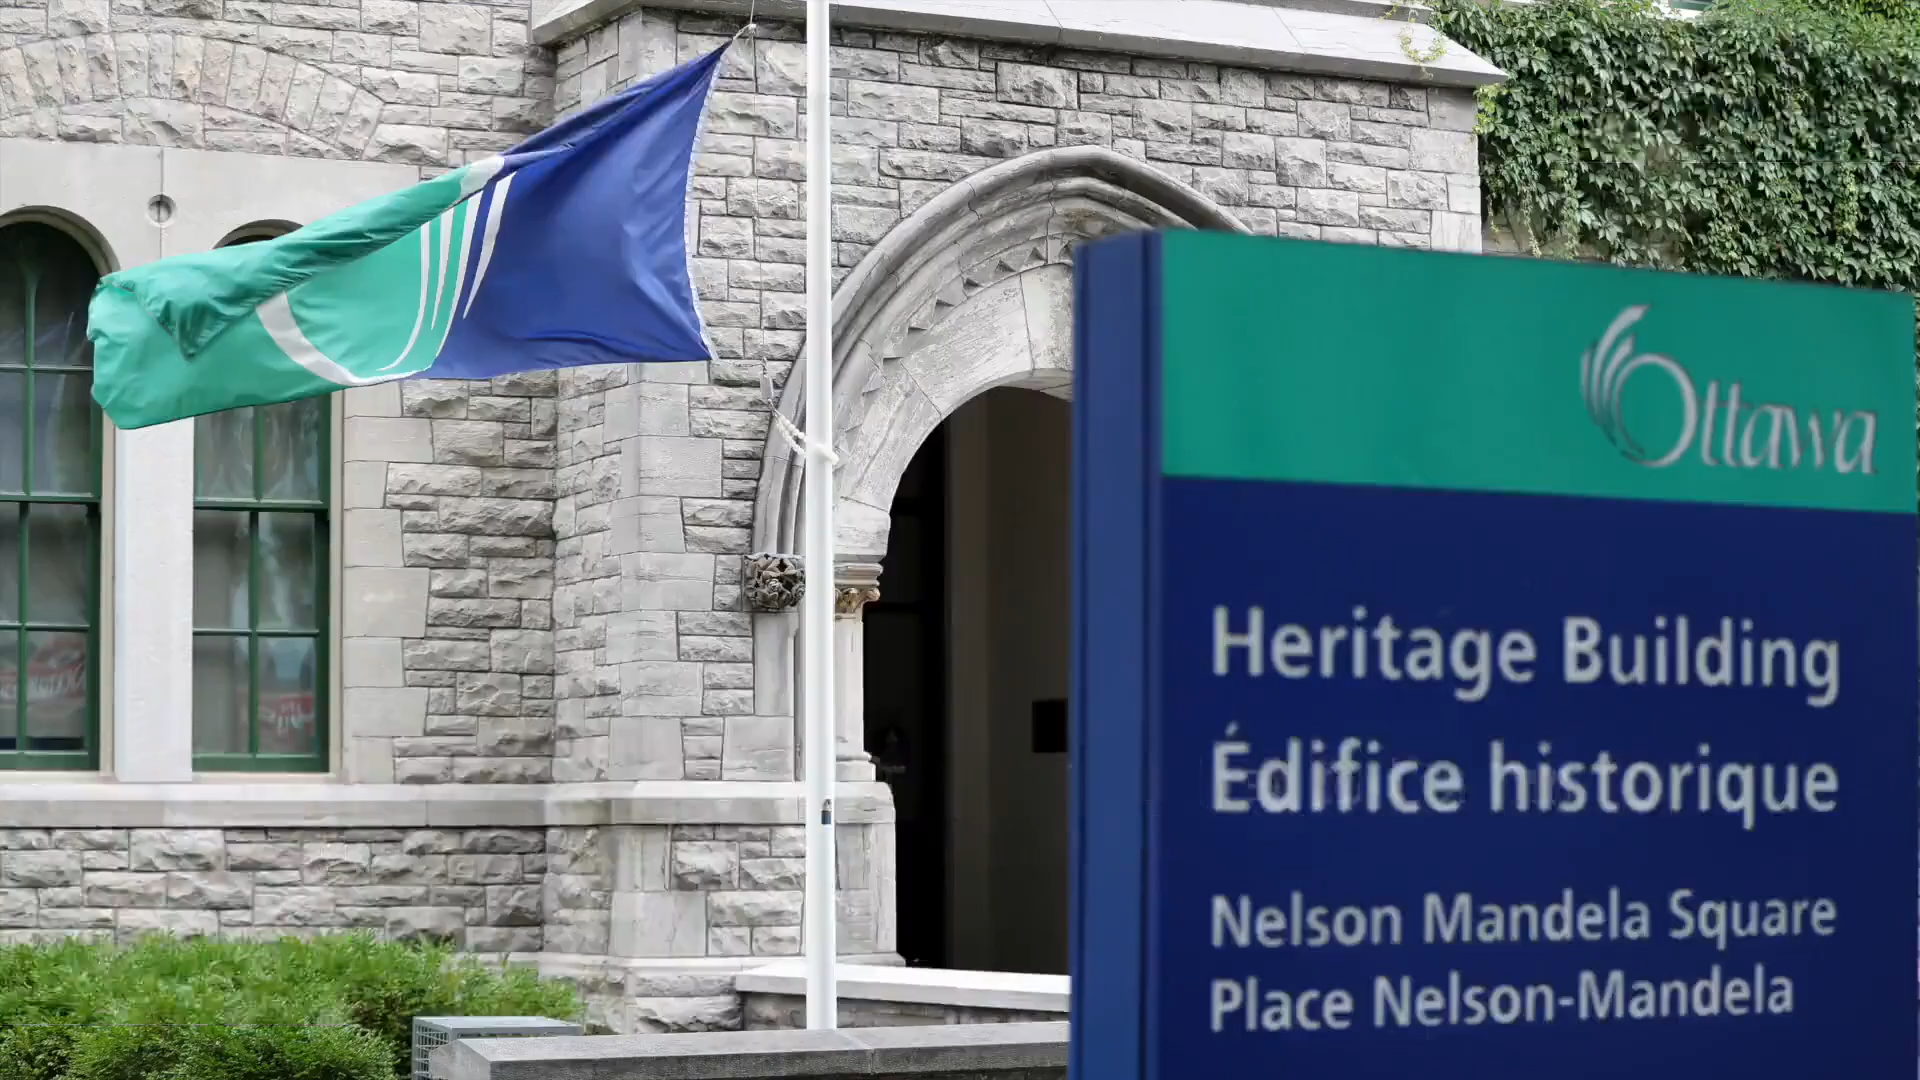 Ottawa
Heritage Building
Édifice historique
Nelson Mandela Square
Place Nelson-Mandela